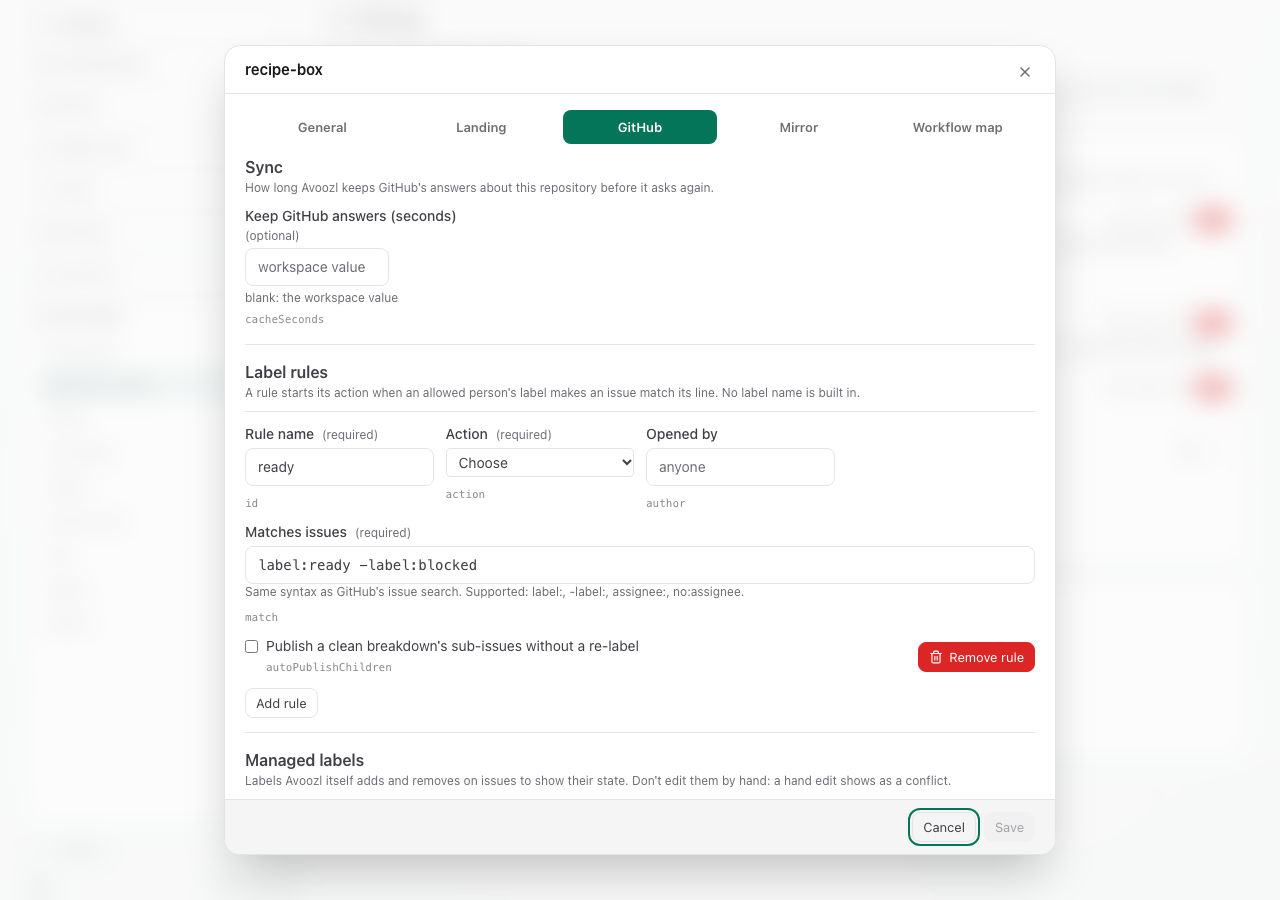 recipe-box
General
Landing
GitHub
Mirror
Workflow map
Sync
How long Avoozl keeps GitHub's answers about this repository before it asks again.
Keep GitHub answers (seconds)
(optional)
workspace value
blank: the workspace value
cacheSeconds
Label rules
A rule starts its action when an allowed person's label makes an issue match its line. No label name is built in.
Rule name (required)
Action (required)
Opened by
ready
Choose
anyone
id
action
author
Matches issues (required)
label:ready -label:blocked
Same syntax as GitHub's issue search. Supported: label:, -label:, assignee:, no:assignee.
match
Publish a clean breakdown's sub-issues without a re-label
autoPublishChildren
Remove rule
Add rule
Managed labels
Labels Avoozl itself adds and removes on issues to show their state. Don't edit them by hand: a hand edit shows as a conflict.
Cancel
Save